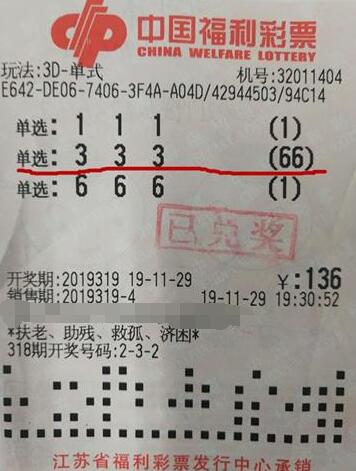 中国福利彩票
CHINA WELFARE LOTTERY
玩法:3D-单式 机号:32011404
E642-DE06-7406-3F4A-A04D/42944503/94C14
单选: 1 1 1 (1)
单选: 3 3 3 (66)
单选: 6 6 6 (1)
已兑奖
开奖期:2019319 19-11-29 ¥:136
销售期:2019319-4 19-11-29 19:30:52
*扶老、助残、救孤、济困*
318期开奖号码:2-3-2
江苏省福利彩票发行中心承销